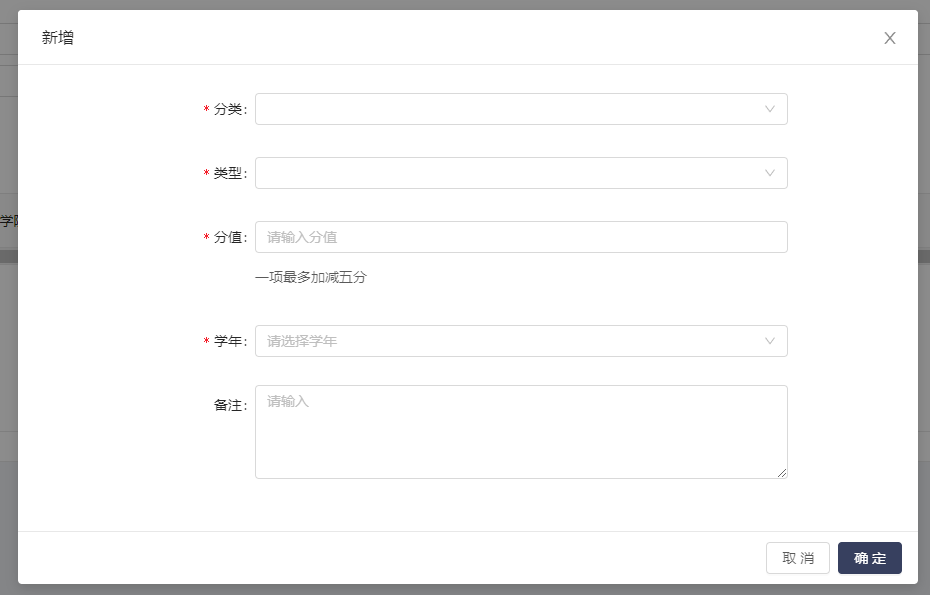 新增
* 分类:
* 类型:
* 分值: 请输入分值
一项最多加减五分
学
* 学年: 请选择学年
备注: 请输入
取 消 确 定